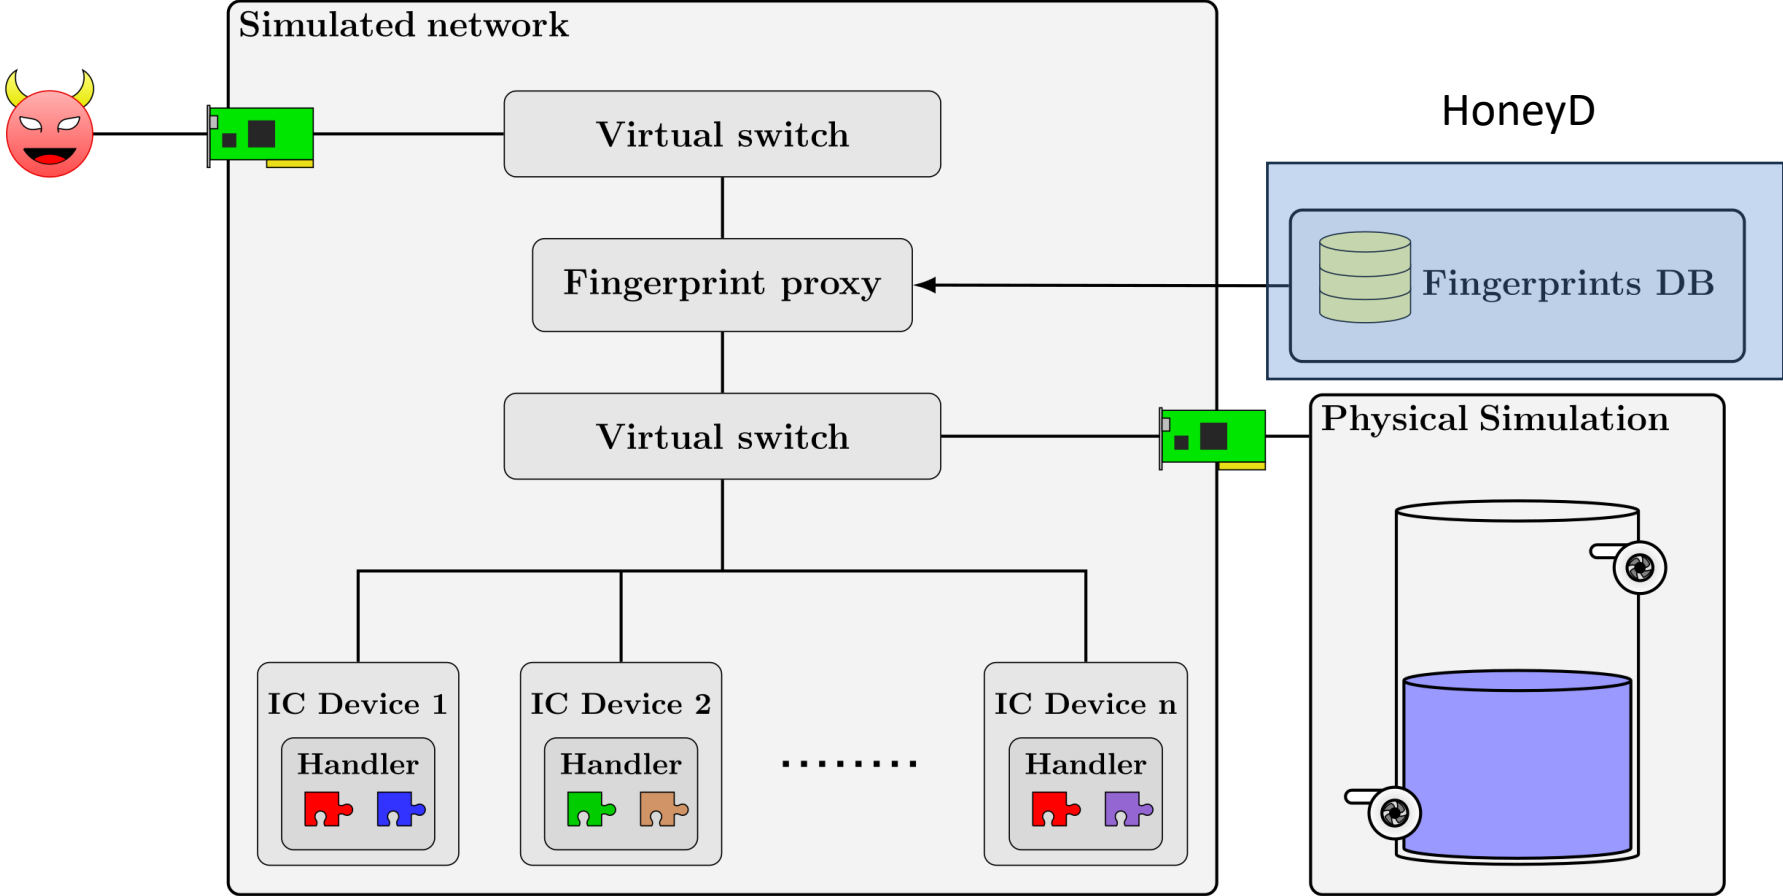 Simulated network
Virtual switch
HoneyD
Fingerprint proxy
Fingerprints DB
Virtual switch
Physical Simulation
IC Device 1
Handler
IC Device 2
Handler
........
IC Device n
Handler